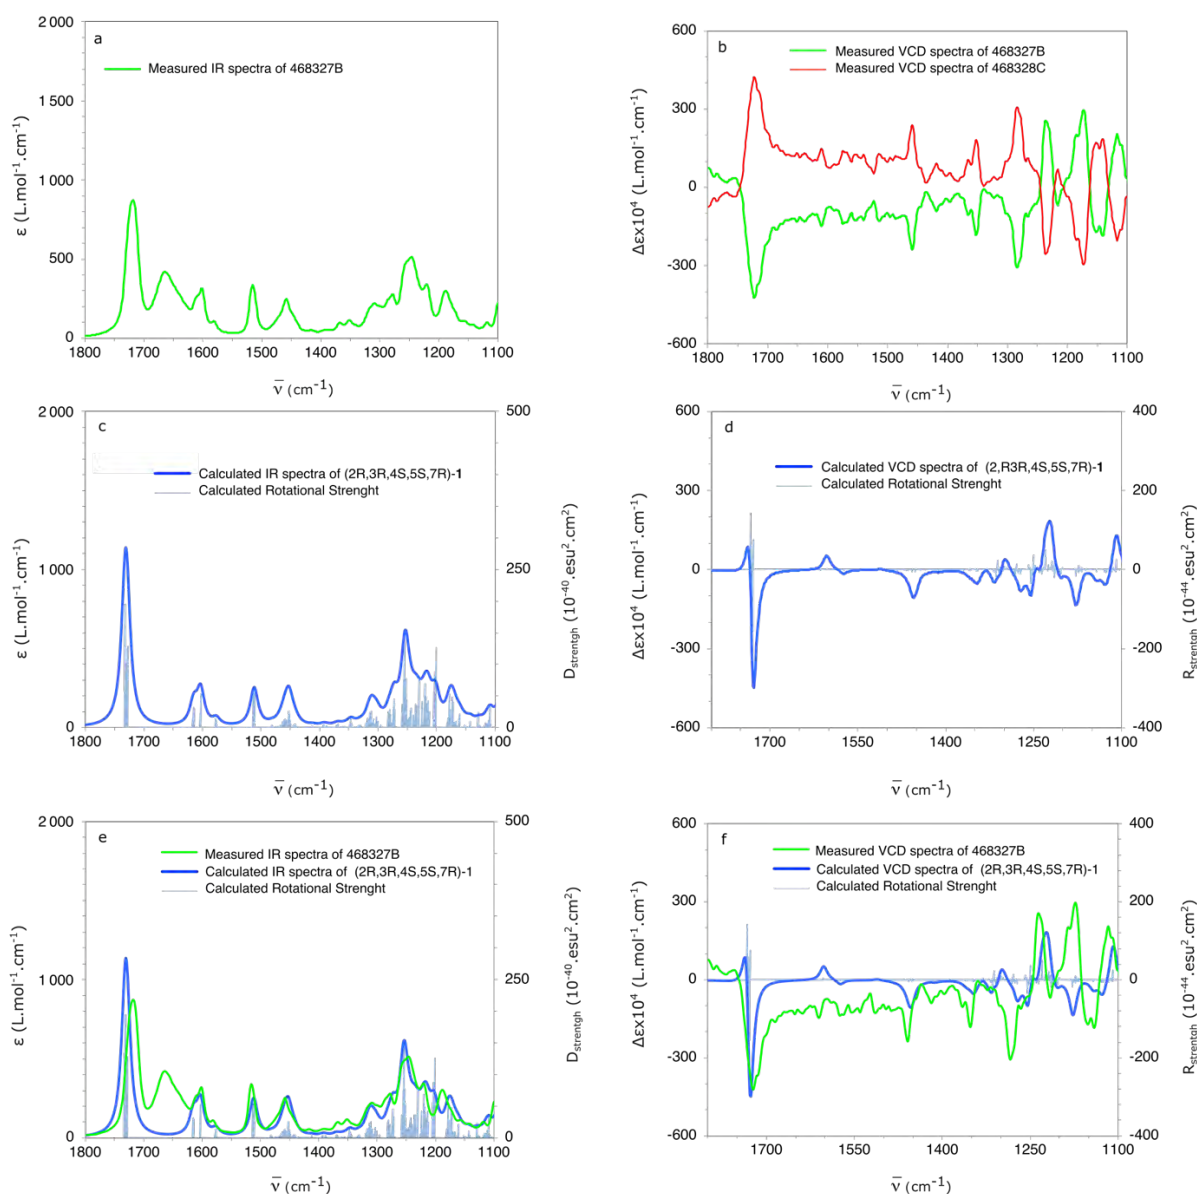 a
Measured IR spectra of 468327B
2 000
1 500
1 000
500
0
1800
1700
1600
1500
1400
1300
1200
1100
ε (L.mol-1.cm-1)
ν̅ (cm-1)
b
Measured VCD spectra of 468327B
Measured VCD spectra of 468328C
600
300
0
-300
-600
1800
1700
1600
1500
1400
1300
1200
1100
Δεx10⁴ (L.mol-1.cm-1)
ν̅ (cm-1)
c
Calculated IR spectra of (2R,3R,4S,5S,7R)-1
Calculated Rotational Strenght
2 000
1 000
0
500
250
0
1800
1700
1600
1500
1400
1300
1200
1100
ε (L.mol-1.cm-1)
Dstrentgh (10-40.esu2.cm2)
ν̅ (cm-1)
d
Calculated VCD spectra of (2,R3R,4S,5S,7R)-1
Calculated Rotational Strenght
600
300
0
-300
-600
400
200
0
-200
-400
1700
1550
1400
1250
1100
Δεx10⁴ (L.mol-1.cm-1)
Rstrentgh (10-44.esu2.cm2)
ν̅ (cm-1)
e
Measured IR spectra of 468327B
Calculated IR spectra of (2R,3R,4S,5S,7R)-1
Calculated Rotational Strenght
2 000
1 000
0
500
250
0
1800
1700
1600
1500
1400
1300
1200
1100
ε (L.mol-1.cm-1)
Dstrentgh (10-40.esu2.cm2)
ν̅ (cm-1)
f
Measured VCD spectra of 468327B
Calculated VCD spectra of (2R,3R,4S,5S,7R)-1
Calculated Rotational Strenght
600
300
0
-300
-600
400
200
0
-200
-400
1700
1550
1400
1250
1100
Δεx10⁴ (L.mol-1.cm-1)
Rstrentgh (10-44.esu2.cm2)
ν̅ (cm-1)